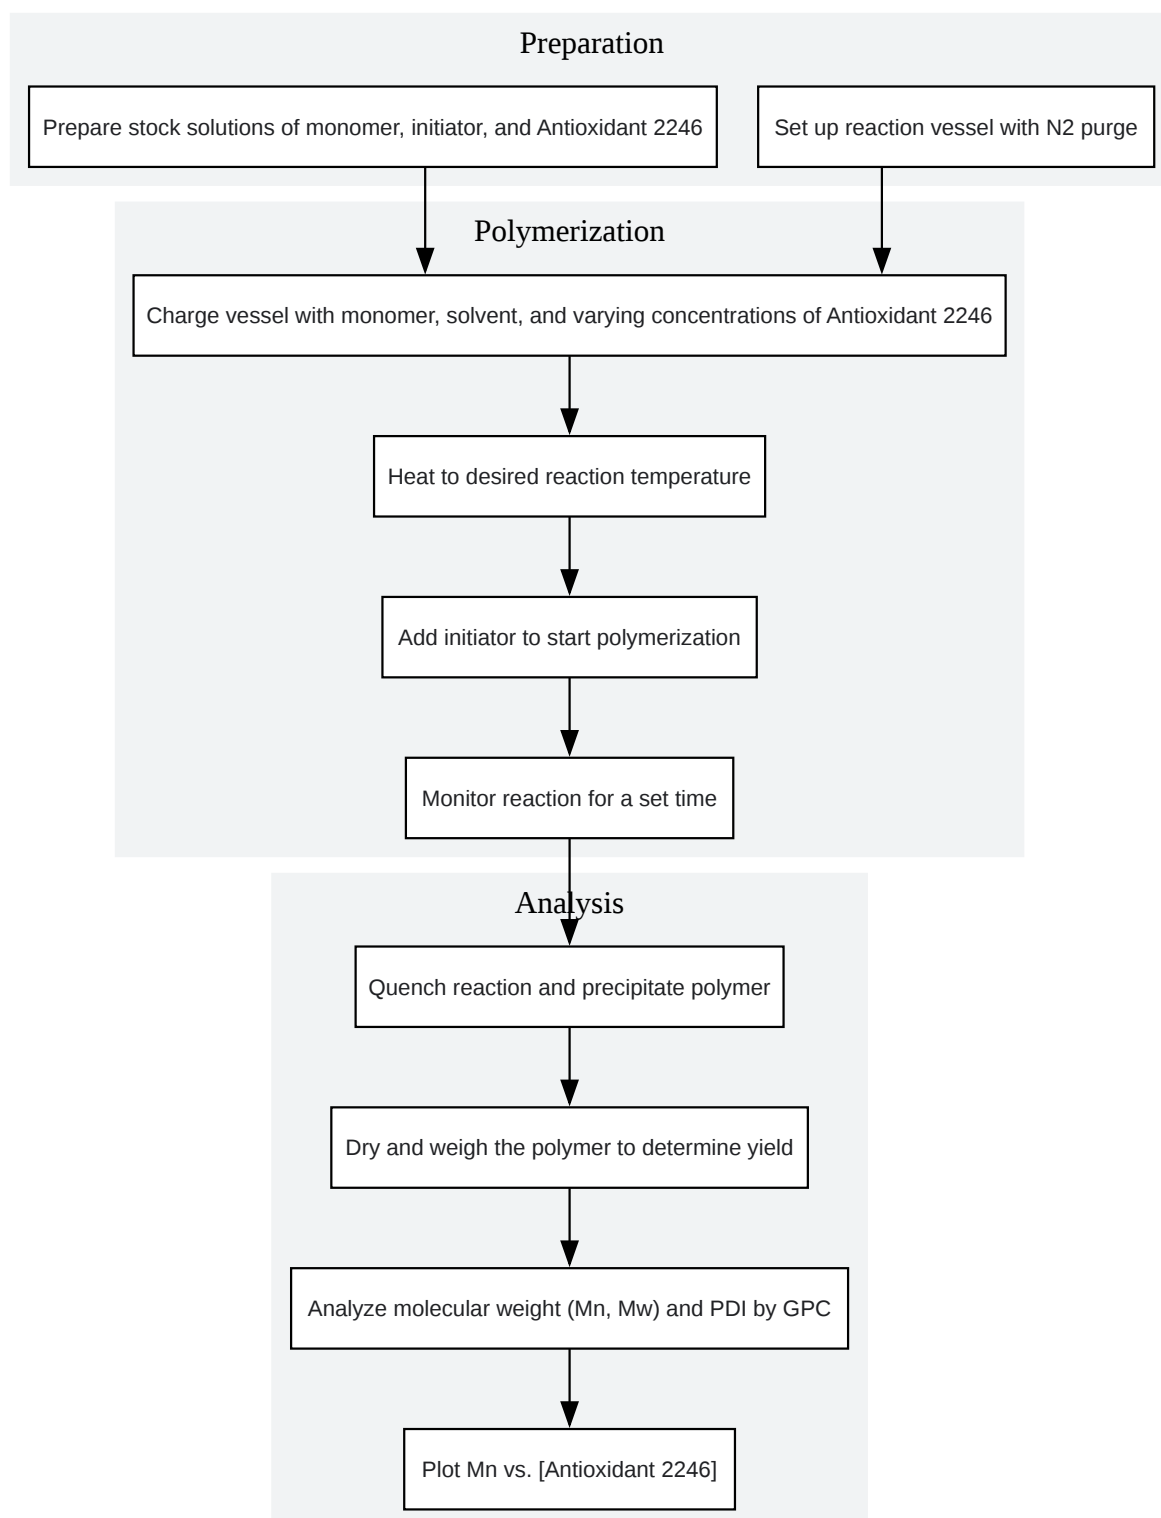 Preparation
Prepare stock solutions of monomer, initiator, and Antioxidant 2246
Set up reaction vessel with N2 purge
Polymerization
Charge vessel with monomer, solvent, and varying concentrations of Antioxidant 2246
Heat to desired reaction temperature
Add initiator to start polymerization
Monitor reaction for a set time
Analysis
Quench reaction and precipitate polymer
Dry and weigh the polymer to determine yield
Analyze molecular weight (Mn, Mw) and PDI by GPC
Plot Mn vs. [Antioxidant 2246]